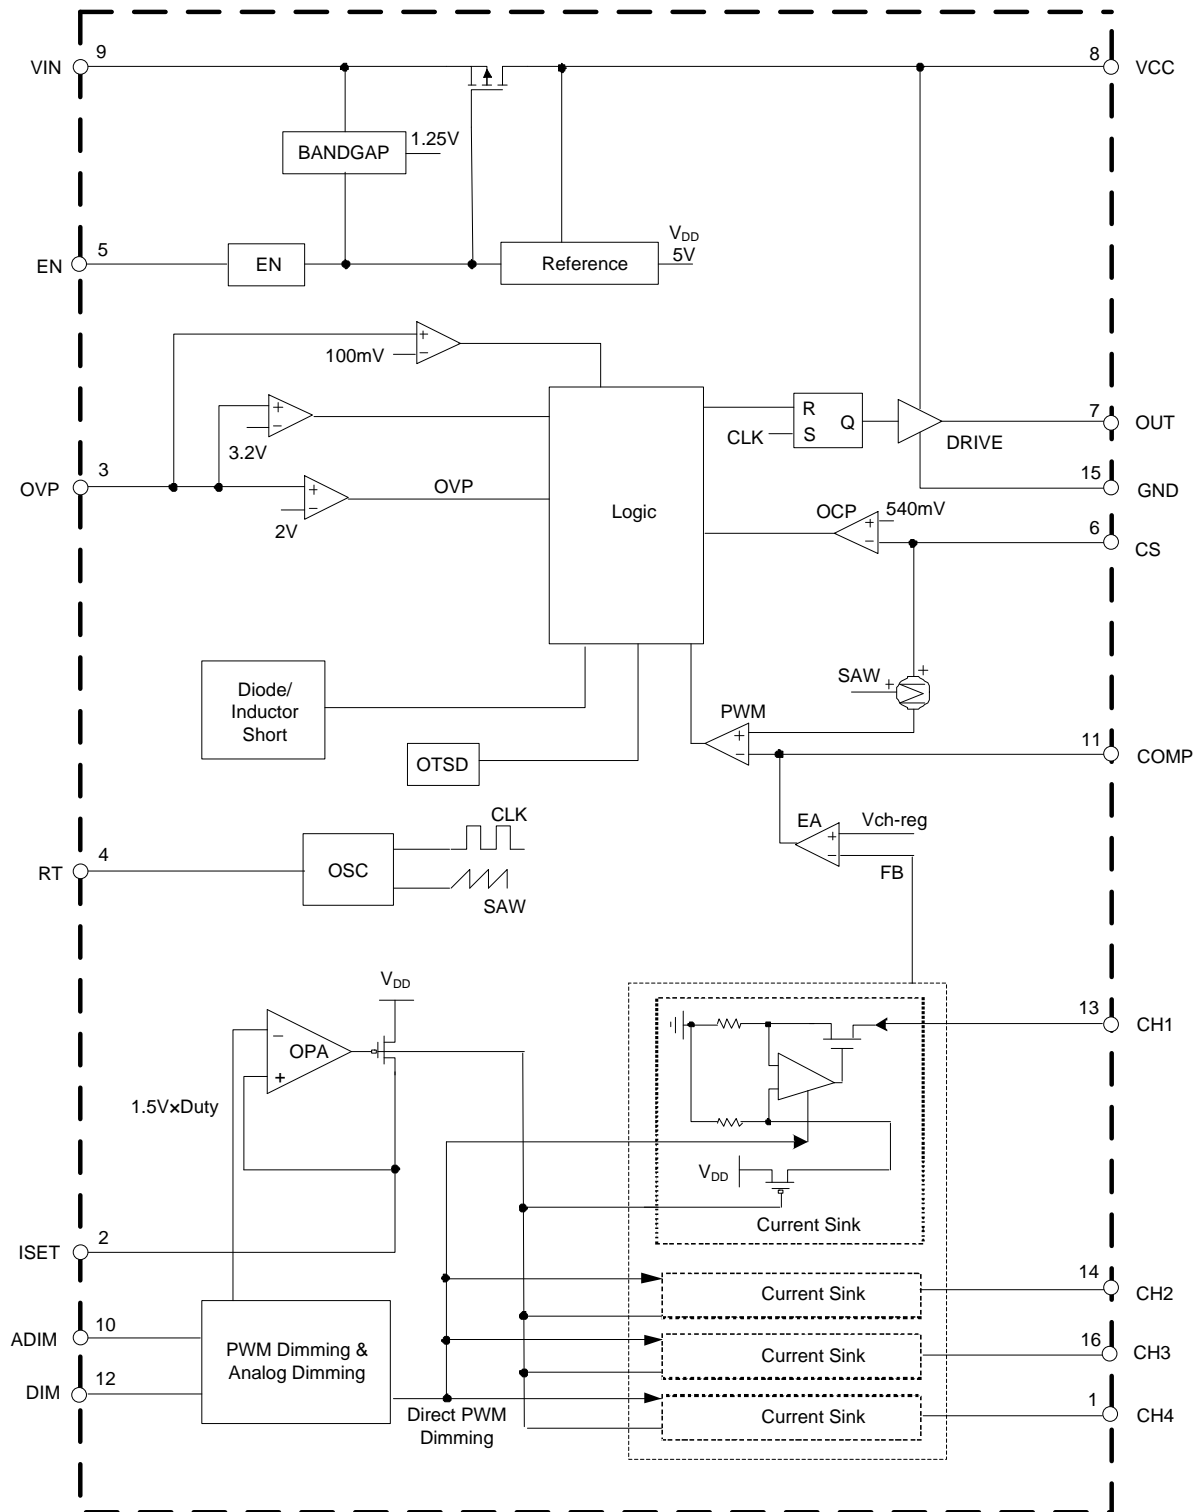 9
8
VIN
VCC
1.25V
BANDGAP
5
VDD
5V
EN
EN
Reference
+
−
100mV
+
−
3.2V
R
S
Q
CLK
DRIVE
7
OUT
3
OVP
+
−
2V
OVP
15
GND
Logic
OCP
+
−
540mV
6
CS
Diode/
Inductor
Short
SAW
+
+
Σ
PWM
+
−
11
COMP
OTSD
CLK
EA
+
−
Vch-reg
FB
4
RT
OSC
SAW
VDD
−
OPA
+
13
CH1
1.5V×Duty
VDD
Current Sink
2
ISET
14
Current Sink
CH2
10
ADIM
PWM Dimming &
Analog Dimming
16
Current Sink
CH3
12
DIM
Direct PWM
Dimming
1
Current Sink
CH4